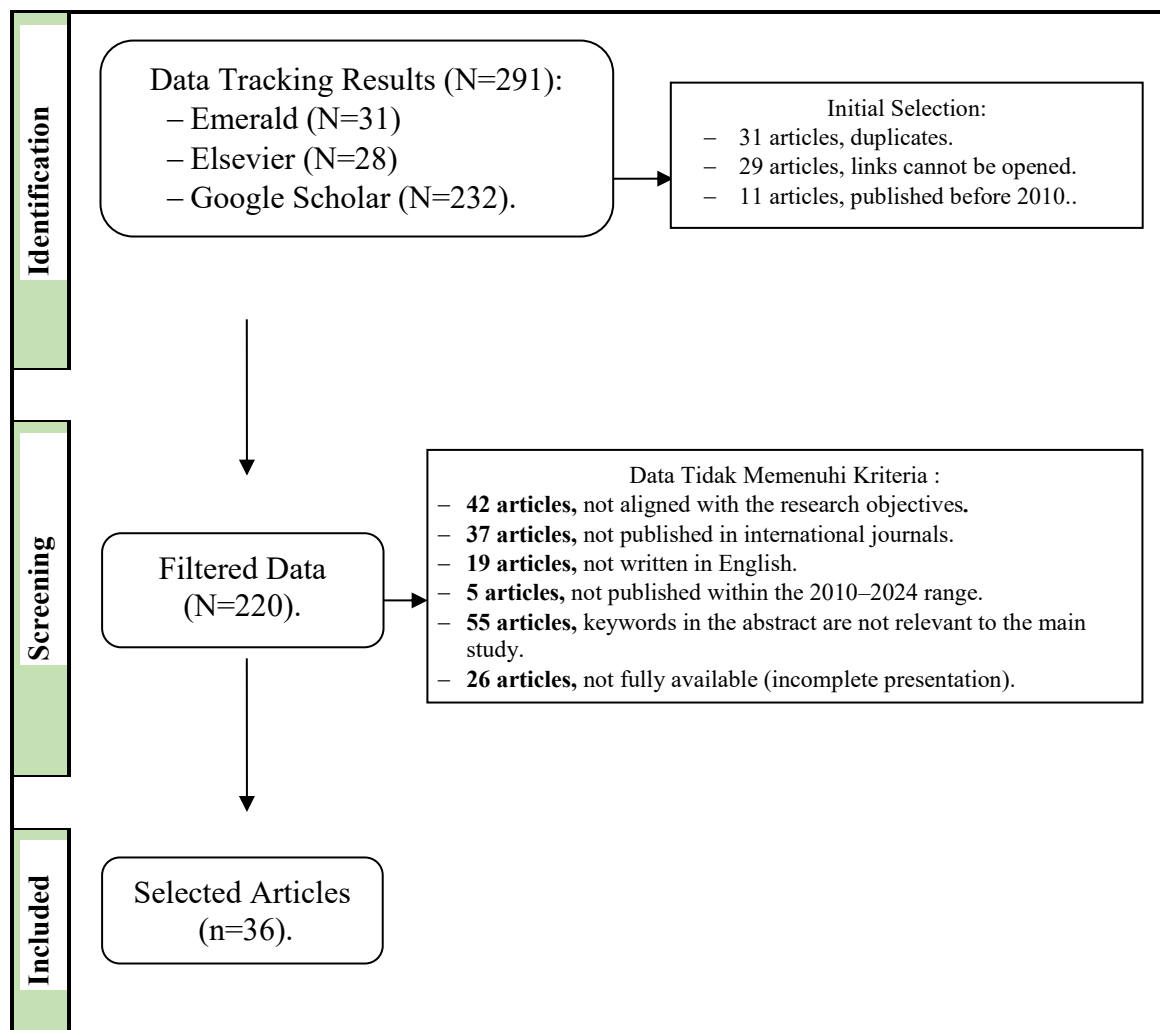 Identification
Data Tracking Results (N=291):
– Emerald (N=31)
– Elsevier (N=28)
– Google Scholar (N=232).
Initial Selection:
– 31 articles, duplicates.
– 29 articles, links cannot be opened.
– 11 articles, published before 2010..
Screening
Filtered Data
(N=220).
Data Tidak Memenuhi Kriteria :
– 42 articles, not aligned with the research objectives.
– 37 articles, not published in international journals.
– 19 articles, not written in English.
– 5 articles, not published within the 2010–2024 range.
– 55 articles, keywords in the abstract are not relevant to the main
study.
– 26 articles, not fully available (incomplete presentation).
Included
Selected Articles
(n=36).